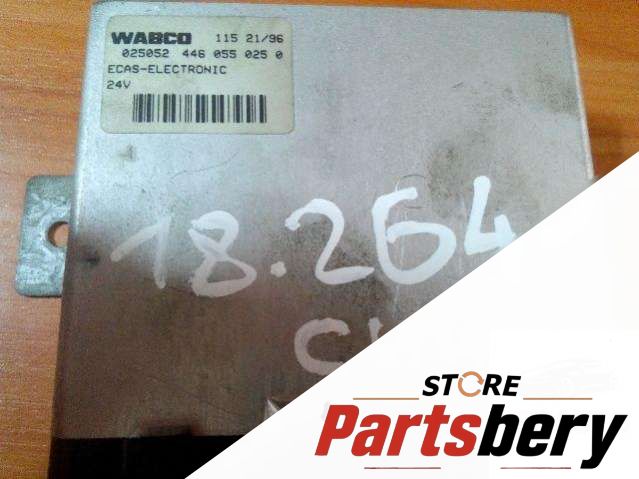 WABCO 115 21/96
025052 446 055 025 0
ECAS-ELECTRONIC
24V
18.264
STORE
Partsbery